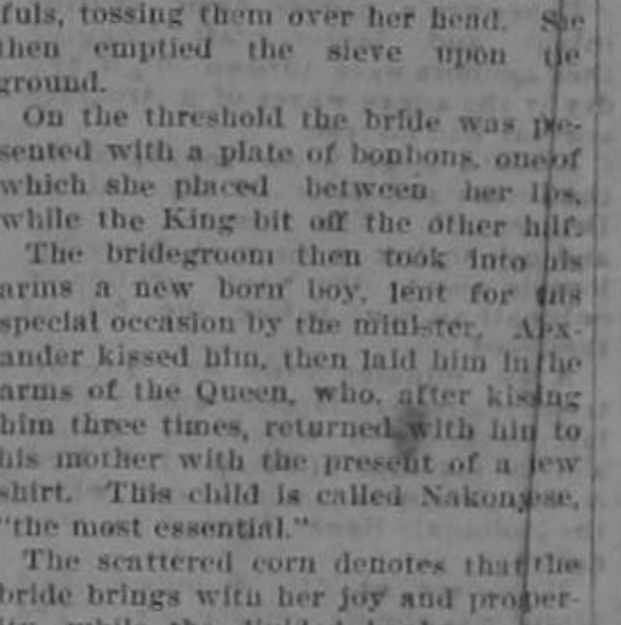 fuls, tossing them over her head. She
then emptied the sieve upon the
ground.
On the threshold the bride was pre-
sented with a plate of bonbons, one of
which she placed between her lips,
while the King bit off the other half.
The bridegroom then took into his
arms a new born boy, lent for this
special occasion by the minister. Alex-
ander kissed him, then laid him in the
arms of the Queen, who, after kissing
him three times, returned with him to
his mother with the present of a new
shirt. This child is called
"the most essential."
The scattered corn denotes that the
bride brings with her joy and prosper-